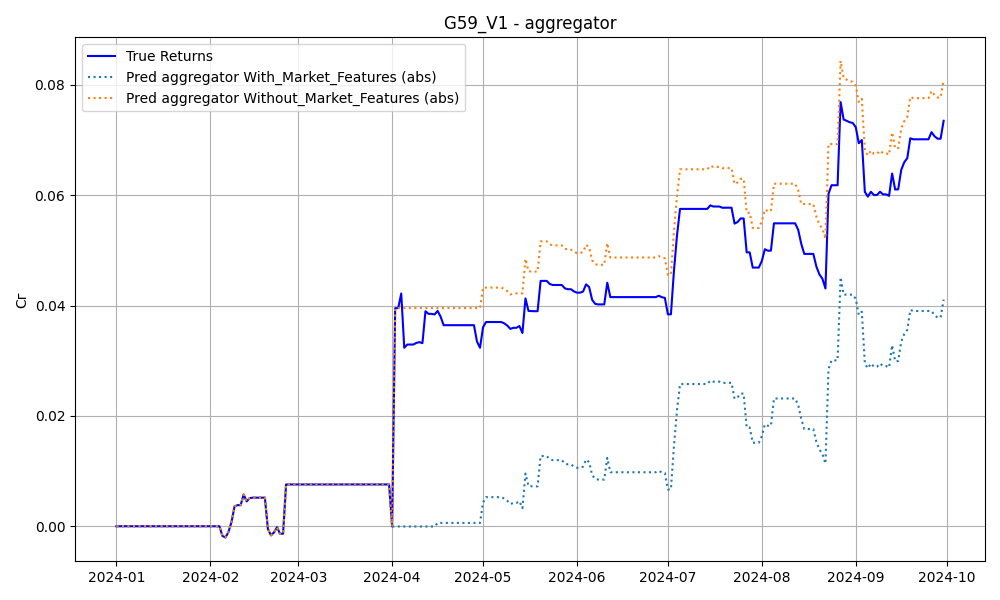 G59_V1 - aggregator
True Returns
Pred aggregator With_Market_Features (abs)
Pred aggregator Without_Market_Features (abs)
Cr
0.08
0.06
0.04
0.02
0.00
2024-01 2024-02 2024-03 2024-04 2024-05 2024-06 2024-07 2024-08 2024-09 2024-10